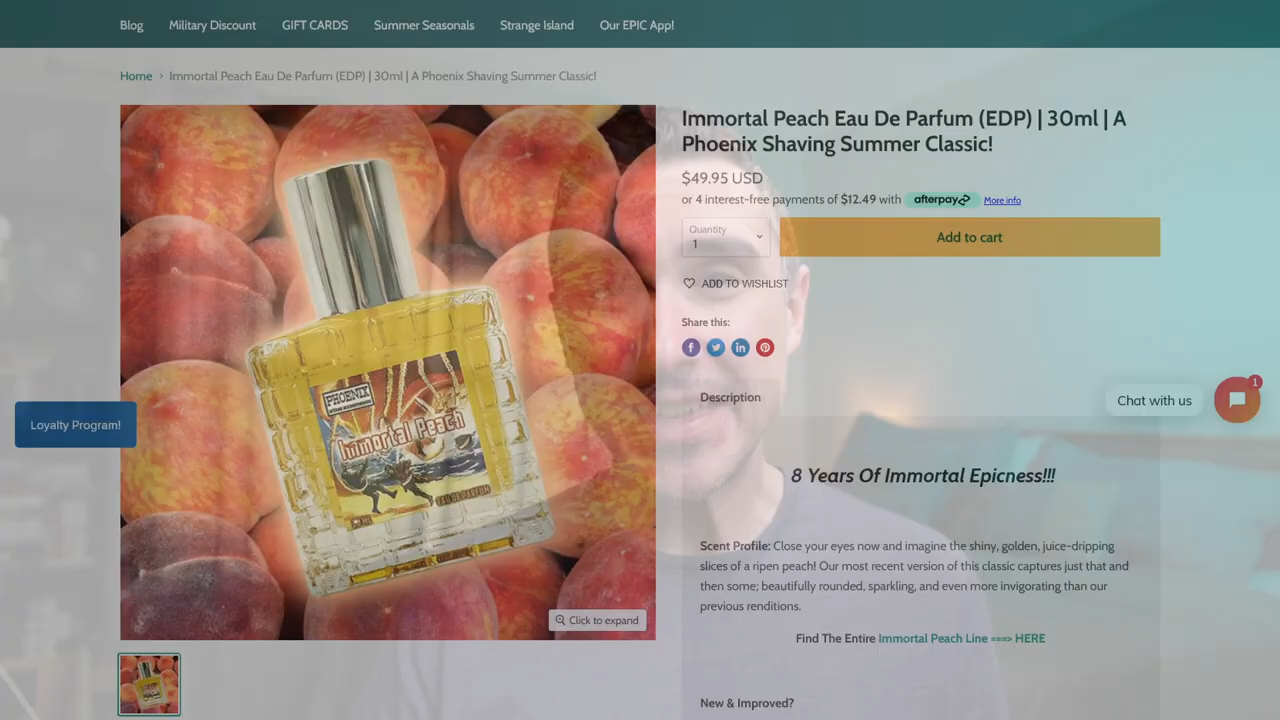 Blog Military Discount GIFT CARDS Summer Seasonals Strange Island Our EPIC App!
Home › Immortal Peach Eau De Parfum (EDP) | 30ml | A Phoenix Shaving Summer Classic!
PHOENIX
Immortal Peach
EAU DE PARFUM
Click to expand
Loyalty Program!
Immortal Peach Eau De Parfum (EDP) | 30ml | A
Phoenix Shaving Summer Classic!
$49.95 USD
or 4 interest-free payments of $12.49 with afterpay More info
Quantity
1
Add to cart
ADD TO WISHLIST
Share this:
Description
Chat with us
1
8 Years Of Immortal Epicness!!!
Scent Profile: Close your eyes now and imagine the shiny, golden, juice-dripping
slices of a ripen peach! Our most recent version of this classic captures just that and
then some; beautifully rounded, sparkling, and even more invigorating than our
previous renditions.
Find The Entire Immortal Peach Line ===> HERE
New & Improved?